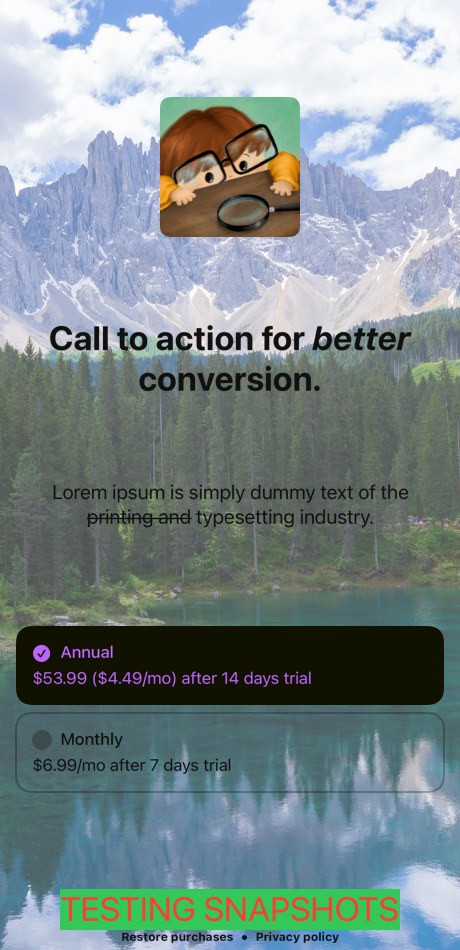 Call to action for better
conversion.
Lorem ipsum is simply dummy text of the
printing and typesetting industry.
Annual
$53.99 ($4.49/mo) after 14 days trial
Monthly
$6.99/mo after 7 days trial
TESTING SNAPSHOTS
Restore purchases • Privacy policy